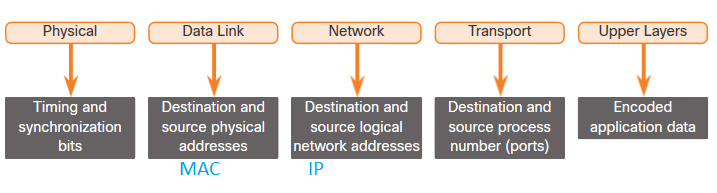 Physical
Data Link
Network
Transport
Upper Layers
Timing and
synchronization
bits
Destination and
source physical
addresses
Destination and
source logical
network addresses
Destination and
source process
number (ports)
Encoded
application data
MAC
IP